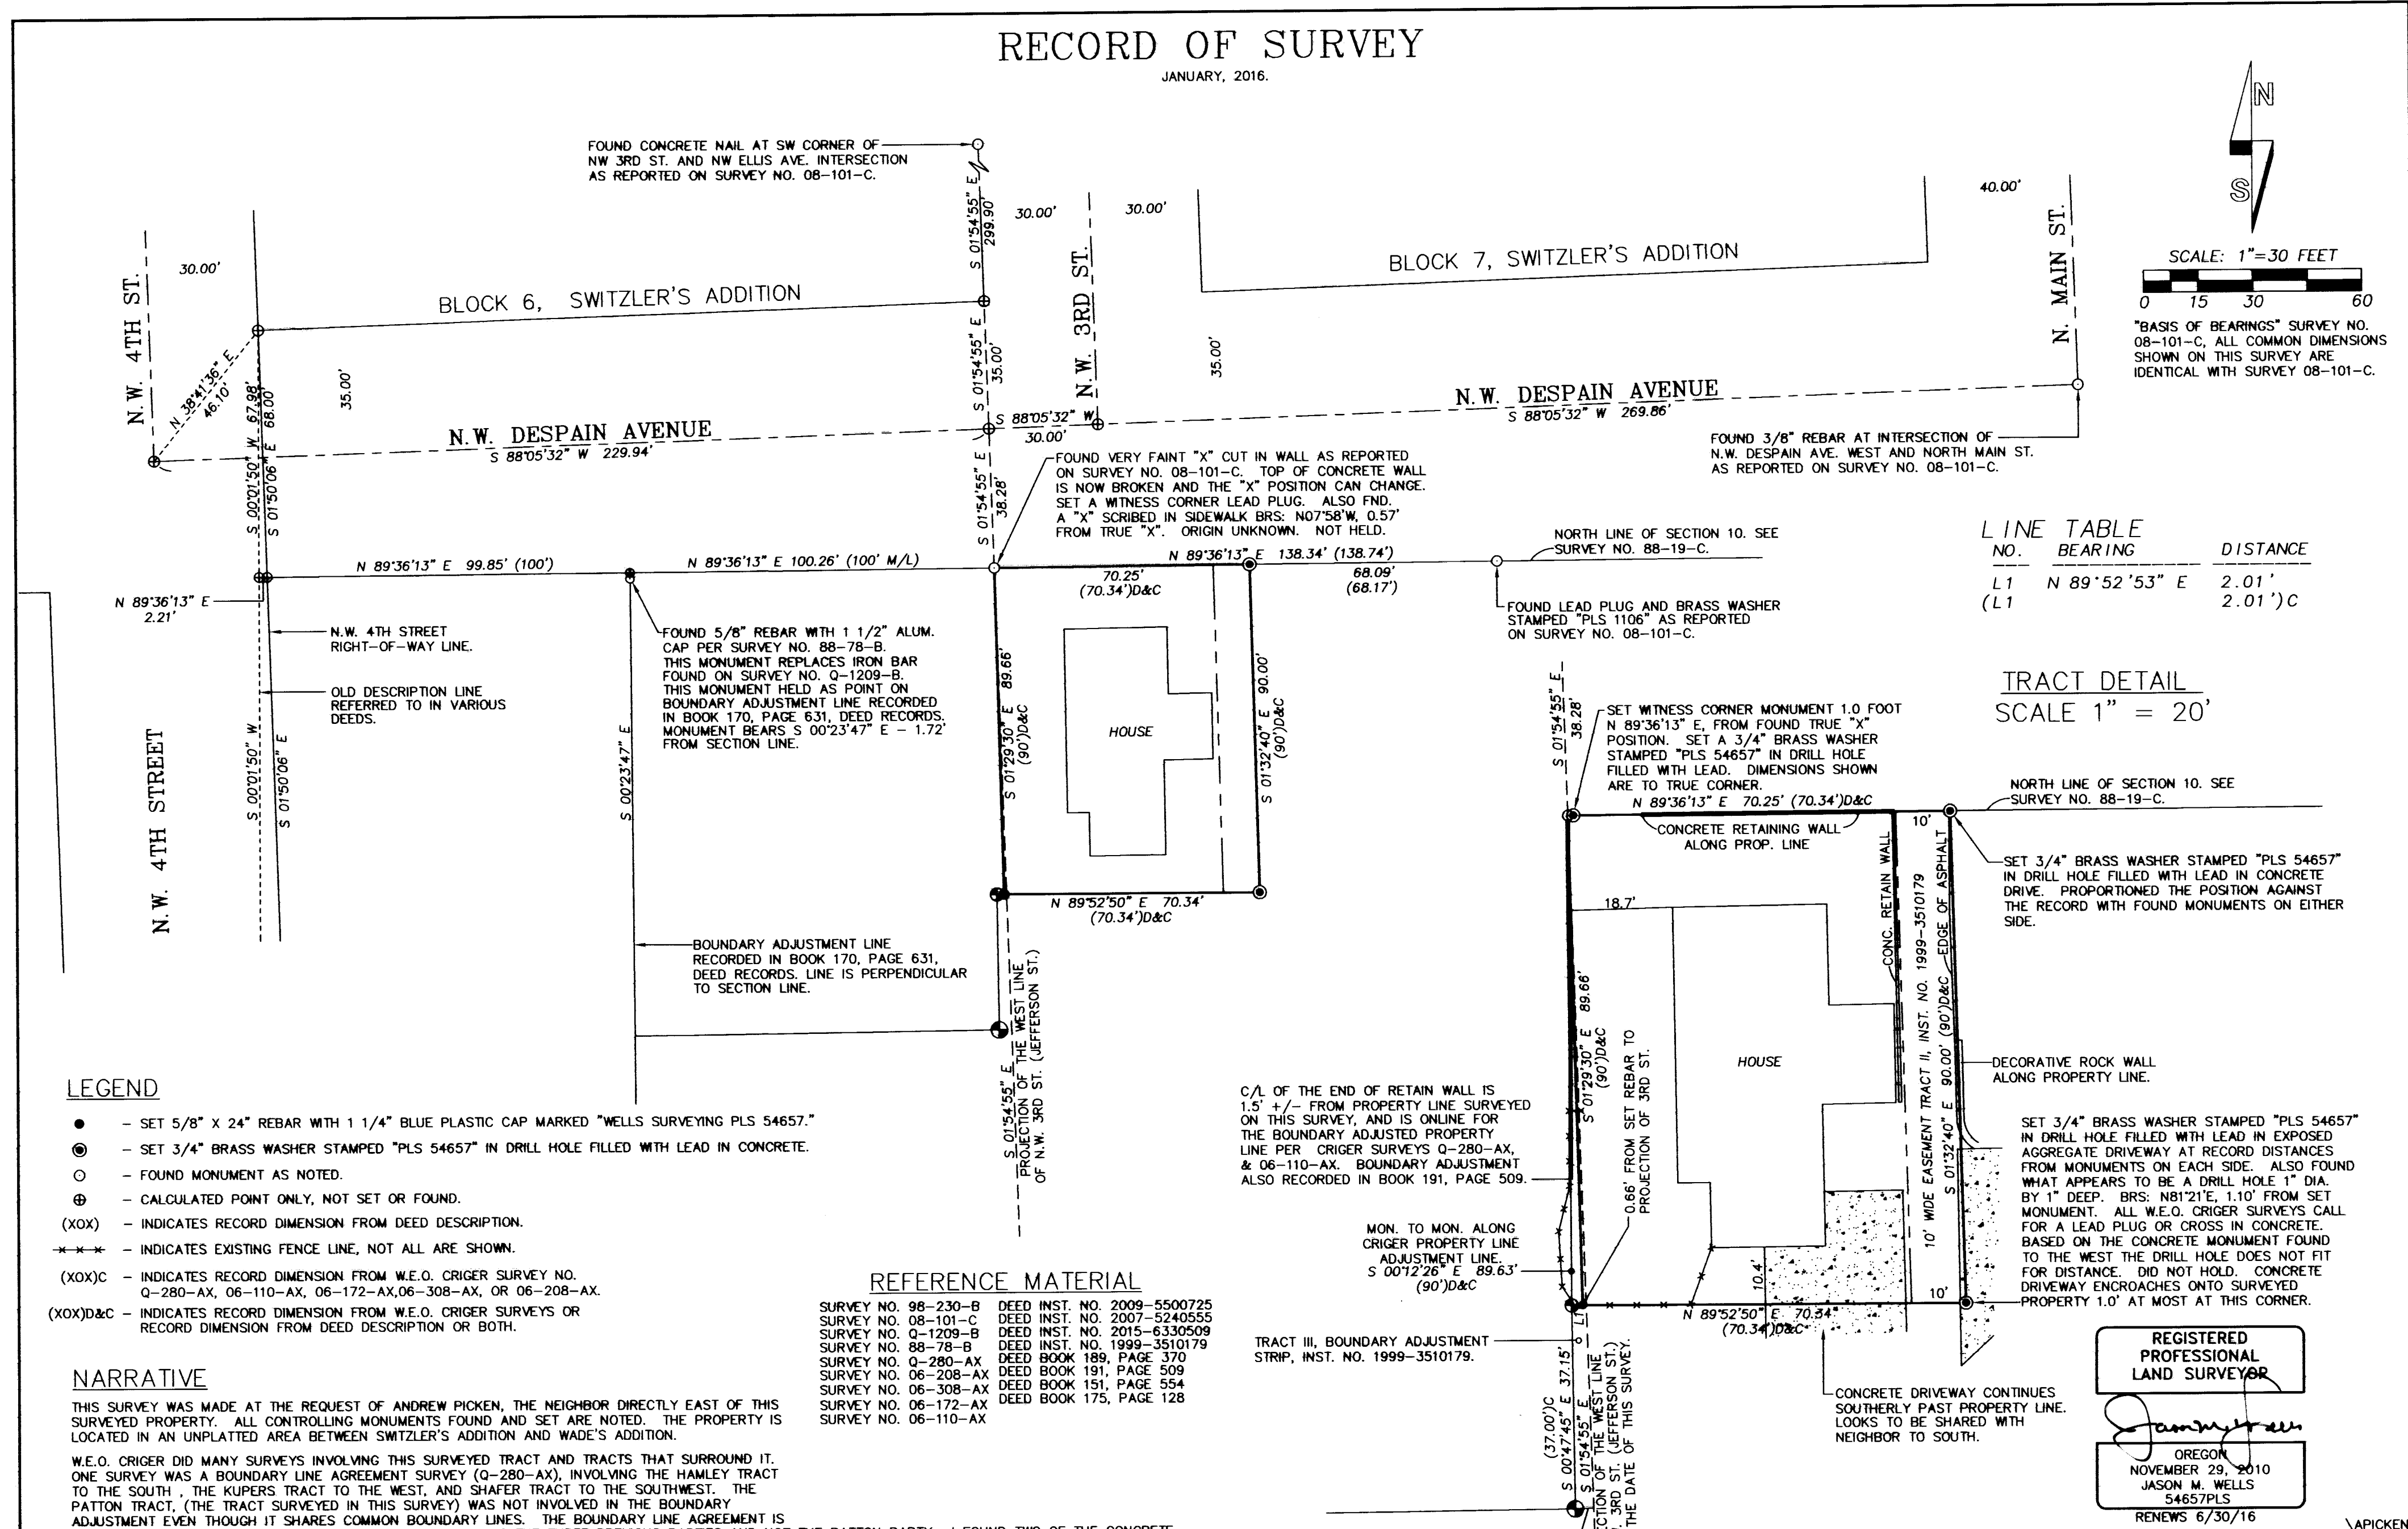 RECORD OF SURVEY
JANUARY, 2016.
FOUND CONCRETE NAIL AT SW CORNER OF
NW 3RD ST. AND NW ELLIS AVE. INTERSECTION
AS REPORTED ON SURVEY NO. 08-101-C.
N
S
SCALE: 1"=30 FEET
0 15 30 60
"BASIS OF BEARINGS" SURVEY NO.
08-101-C, ALL COMMON DIMENSIONS
SHOWN ON THIS SURVEY ARE
IDENTICAL WITH SURVEY 08-101-C.
N.W. 4TH ST.
30.00'
BLOCK 6, SWITZLER'S ADDITION
S 01°54'55" E
299.90'
30.00'
N.W. 3RD ST.
30.00'
BLOCK 7, SWITZLER'S ADDITION
40.00'
N. MAIN ST.
N 38°41'36" E
46.10'
S 00°01'50" W 67.98'
S 01°50'06" E 68.00'
35.00'
S 01°54'55" E
35.00'
35.00'
N.W. DESPAIN AVENUE
S 88°05'32" W 229.94'
S 88°05'32" W
30.00'
N.W. DESPAIN AVENUE
S 88°05'32" W 269.86'
FOUND 3/8" REBAR AT INTERSECTION OF
N.W. DESPAIN AVE. WEST AND NORTH MAIN ST.
AS REPORTED ON SURVEY NO. 08-101-C.
S 01°54'55" E
38.28'
FOUND VERY FAINT "X" CUT IN WALL AS REPORTED
ON SURVEY NO. 08-101-C. TOP OF CONCRETE WALL
IS NOW BROKEN AND THE "X" POSITION CAN CHANGE.
SET A WITNESS CORNER LEAD PLUG. ALSO FND.
A "X" SCRIBED IN SIDEWALK BRS: N07°58'W, 0.57'
FROM TRUE "X". ORIGIN UNKNOWN. NOT HELD.
NORTH LINE OF SECTION 10. SEE
SURVEY NO. 88-19-C.
LINE TABLE
NO. BEARING DISTANCE
L1 N 89°52'53" E 2.01'
(L1 2.01')C
N 89°36'13" E 99.85' (100')
N 89°36'13" E 100.26' (100' M/L)
N 89°36'13" E 138.34' (138.74')
70.25'
(70.34')D&C
68.09'
(68.17')
N 89°36'13" E
2.21'
N.W. 4TH STREET
RIGHT-OF-WAY LINE.
OLD DESCRIPTION LINE
REFERRED TO IN VARIOUS
DEEDS.
FOUND 5/8" REBAR WITH 1 1/2" ALUM.
CAP PER SURVEY NO. 88-78-B.
THIS MONUMENT REPLACES IRON BAR
FOUND ON SURVEY NO. Q-1209-B.
THIS MONUMENT HELD AS POINT ON
BOUNDARY ADJUSTMENT LINE RECORDED
IN BOOK 170, PAGE 631, DEED RECORDS.
MONUMENT BEARS S 00°23'47" E - 1.72'
FROM SECTION LINE.
FOUND LEAD PLUG AND BRASS WASHER
STAMPED "PLS 1106" AS REPORTED
ON SURVEY NO. 08-101-C.
N.W. 4TH STREET
S 00°01'50" W
S 01°50'06" E
S 00°23'47" E
S 01°29'30" E 89.66'
(90')D&C
HOUSE
S 01°32'40" E 90.00'
(90')D&C
N 89°52'50" E 70.34'
(70.34')D&C
BOUNDARY ADJUSTMENT LINE
RECORDED IN BOOK 170, PAGE 631,
DEED RECORDS. LINE IS PERPENDICULAR
TO SECTION LINE.
S 01°54'55" E
PROJECTION OF THE WEST LINE
OF N.W. 3RD ST. (JEFFERSON ST.)
TRACT DETAIL
SCALE 1" = 20'
S 01°54'55" E
38.28'
SET WITNESS CORNER MONUMENT 1.0 FOOT
N 89°36'13" E, FROM FOUND TRUE "X"
POSITION. SET A 3/4" BRASS WASHER
STAMPED "PLS 54657" IN DRILL HOLE
FILLED WITH LEAD. DIMENSIONS SHOWN
ARE TO TRUE CORNER.
N 89°36'13" E 70.25' (70.34')D&C
NORTH LINE OF SECTION 10. SEE
SURVEY NO. 88-19-C.
CONCRETE RETAINING WALL
ALONG PROP. LINE
10'
SET 3/4" BRASS WASHER STAMPED "PLS 54657"
IN DRILL HOLE FILLED WITH LEAD IN CONCRETE
DRIVE. PROPORTIONED THE POSITION AGAINST
THE RECORD WITH FOUND MONUMENTS ON EITHER
SIDE.
18.7'
CONC. RETAIN WALL
10' WIDE EASEMENT TRACT II, INST. NO. 1999-3510179
EDGE OF ASPHALT
S 01°32'40" E 90.00' (90')D&C
S 01°29'30" E 89.66'
(90')D&C
HOUSE
0.66' FROM SET REBAR TO
PROJECTION OF 3RD ST.
DECORATIVE ROCK WALL
ALONG PROPERTY LINE.
C/L OF THE END OF RETAIN WALL IS
1.5' +/- FROM PROPERTY LINE SURVEYED
ON THIS SURVEY, AND IS ONLINE FOR
THE BOUNDARY ADJUSTED PROPERTY
LINE PER CRIGER SURVEYS Q-280-AX,
& 06-110-AX. BOUNDARY ADJUSTMENT
ALSO RECORDED IN BOOK 191, PAGE 509.
MON. TO MON. ALONG
CRIGER PROPERTY LINE
ADJUSTMENT LINE.
S 00°12'26" E 89.63'
(90')D&C
10.4'
10'
L1
N 89°52'50" E 70.34'
(70.34')D&C
SET 3/4" BRASS WASHER STAMPED "PLS 54657"
IN DRILL HOLE FILLED WITH LEAD IN EXPOSED
AGGREGATE DRIVEWAY AT RECORD DISTANCES
FROM MONUMENTS ON EACH SIDE. ALSO FOUND
WHAT APPEARS TO BE A DRILL HOLE 1" DIA.
BY 1" DEEP. BRS: N81°21'E, 1.10' FROM SET
MONUMENT. ALL W.E.O. CRIGER SURVEYS CALL
FOR A LEAD PLUG OR CROSS IN CONCRETE.
BASED ON THE CONCRETE MONUMENT FOUND
TO THE WEST THE DRILL HOLE DOES NOT FIT
FOR DISTANCE. DID NOT HOLD. CONCRETE
DRIVEWAY ENCROACHES ONTO SURVEYED
PROPERTY 1.0' AT MOST AT THIS CORNER.
TRACT III, BOUNDARY ADJUSTMENT
STRIP, INST. NO. 1999-3510179.
(37.00')C
S 00°47'45" E 37.15'
S 01°54'55" E
OF THE WEST LINE
3RD ST. (JEFFERSON ST.)
THE DATE OF THIS SURVEY.
CONCRETE DRIVEWAY CONTINUES
SOUTHERLY PAST PROPERTY LINE.
LOOKS TO BE SHARED WITH
NEIGHBOR TO SOUTH.
LEGEND
- SET 5/8" X 24" REBAR WITH 1 1/4" BLUE PLASTIC CAP MARKED "WELLS SURVEYING PLS 54657."
- SET 3/4" BRASS WASHER STAMPED "PLS 54657" IN DRILL HOLE FILLED WITH LEAD IN CONCRETE.
- FOUND MONUMENT AS NOTED.
- CALCULATED POINT ONLY, NOT SET OR FOUND.
(XOX) - INDICATES RECORD DIMENSION FROM DEED DESCRIPTION.
- INDICATES EXISTING FENCE LINE, NOT ALL ARE SHOWN.
(XOX)C - INDICATES RECORD DIMENSION FROM W.E.O. CRIGER SURVEY NO.
Q-280-AX, 06-110-AX, 06-172-AX,06-308-AX, OR 06-208-AX.
(XOX)D&C - INDICATES RECORD DIMENSION FROM W.E.O. CRIGER SURVEYS OR
RECORD DIMENSION FROM DEED DESCRIPTION OR BOTH.
REFERENCE MATERIAL
SURVEY NO. 98-230-B DEED INST. NO. 2009-5500725
SURVEY NO. 08-101-C DEED INST. NO. 2007-5240555
SURVEY NO. Q-1209-B DEED INST. NO. 2015-6330509
SURVEY NO. 88-78-B DEED INST. NO. 1999-3510179
SURVEY NO. Q-280-AX DEED BOOK 189, PAGE 370
SURVEY NO. 06-208-AX DEED BOOK 191, PAGE 509
SURVEY NO. 06-308-AX DEED BOOK 151, PAGE 554
SURVEY NO. 06-172-AX DEED BOOK 175, PAGE 128
SURVEY NO. 06-110-AX
NARRATIVE
THIS SURVEY WAS MADE AT THE REQUEST OF ANDREW PICKEN, THE NEIGHBOR DIRECTLY EAST OF THIS
SURVEYED PROPERTY. ALL CONTROLLING MONUMENTS FOUND AND SET ARE NOTED. THE PROPERTY IS
LOCATED IN AN UNPLATTED AREA BETWEEN SWITZLER'S ADDITION AND WADE'S ADDITION.
W.E.O. CRIGER DID MANY SURVEYS INVOLVING THIS SURVEYED TRACT AND TRACTS THAT SURROUND IT.
ONE SURVEY WAS A BOUNDARY LINE AGREEMENT SURVEY (Q-280-AX), INVOLVING THE HAMLEY TRACT
TO THE SOUTH , THE KUPERS TRACT TO THE WEST, AND SHAFER TRACT TO THE SOUTHWEST. THE
PATTON TRACT, (THE TRACT SURVEYED IN THIS SURVEY) WAS NOT INVOLVED IN THE BOUNDARY
ADJUSTMENT EVEN THOUGH IT SHARES COMMON BOUNDARY LINES. THE BOUNDARY LINE AGREEMENT IS
REGISTERED
PROFESSIONAL
LAND SURVEYOR
OREGON
NOVEMBER 29, 2010
JASON M. WELLS
54657PLS
RENEWS 6/30/16
\APICKEN